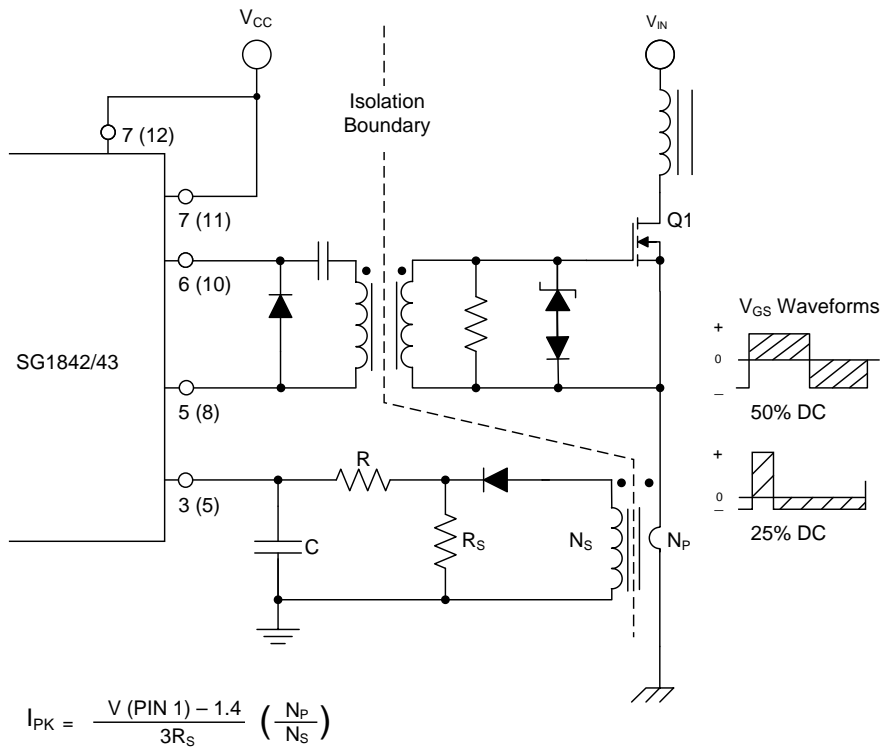 V_CC
V_IN
Isolation
Boundary
7 (12)
7 (11)
Q1
6 (10)
V_GS Waveforms
+
0
–
SG1842/43
50% DC
5 (8)
R
+
3 (5)
0
–
C
R_S
N_S
N_P
25% DC
I_PK = V (PIN 1) – 1.4 / 3R_S (N_P / N_S)